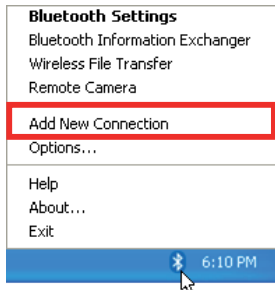 Bluetooth Settings
Bluetooth Information Exchanger
Wireless File Transfer
Remote Camera
Add New Connection
Options...
Help
About...
Exit
6:10 PM